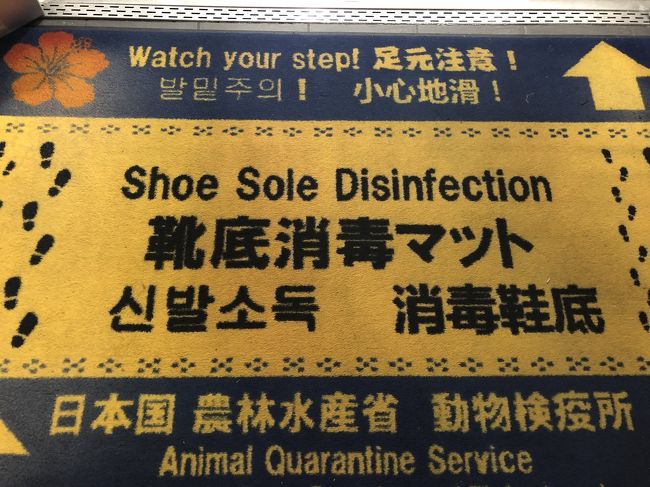 Watch your step! 足元注意！
발밑주의！ 小心地滑！
Shoe Sole Disinfection
靴底消毒マット
신발소독 消毒鞋底
日本国 農林水産省 動物検疫所
Animal Quarantine Service